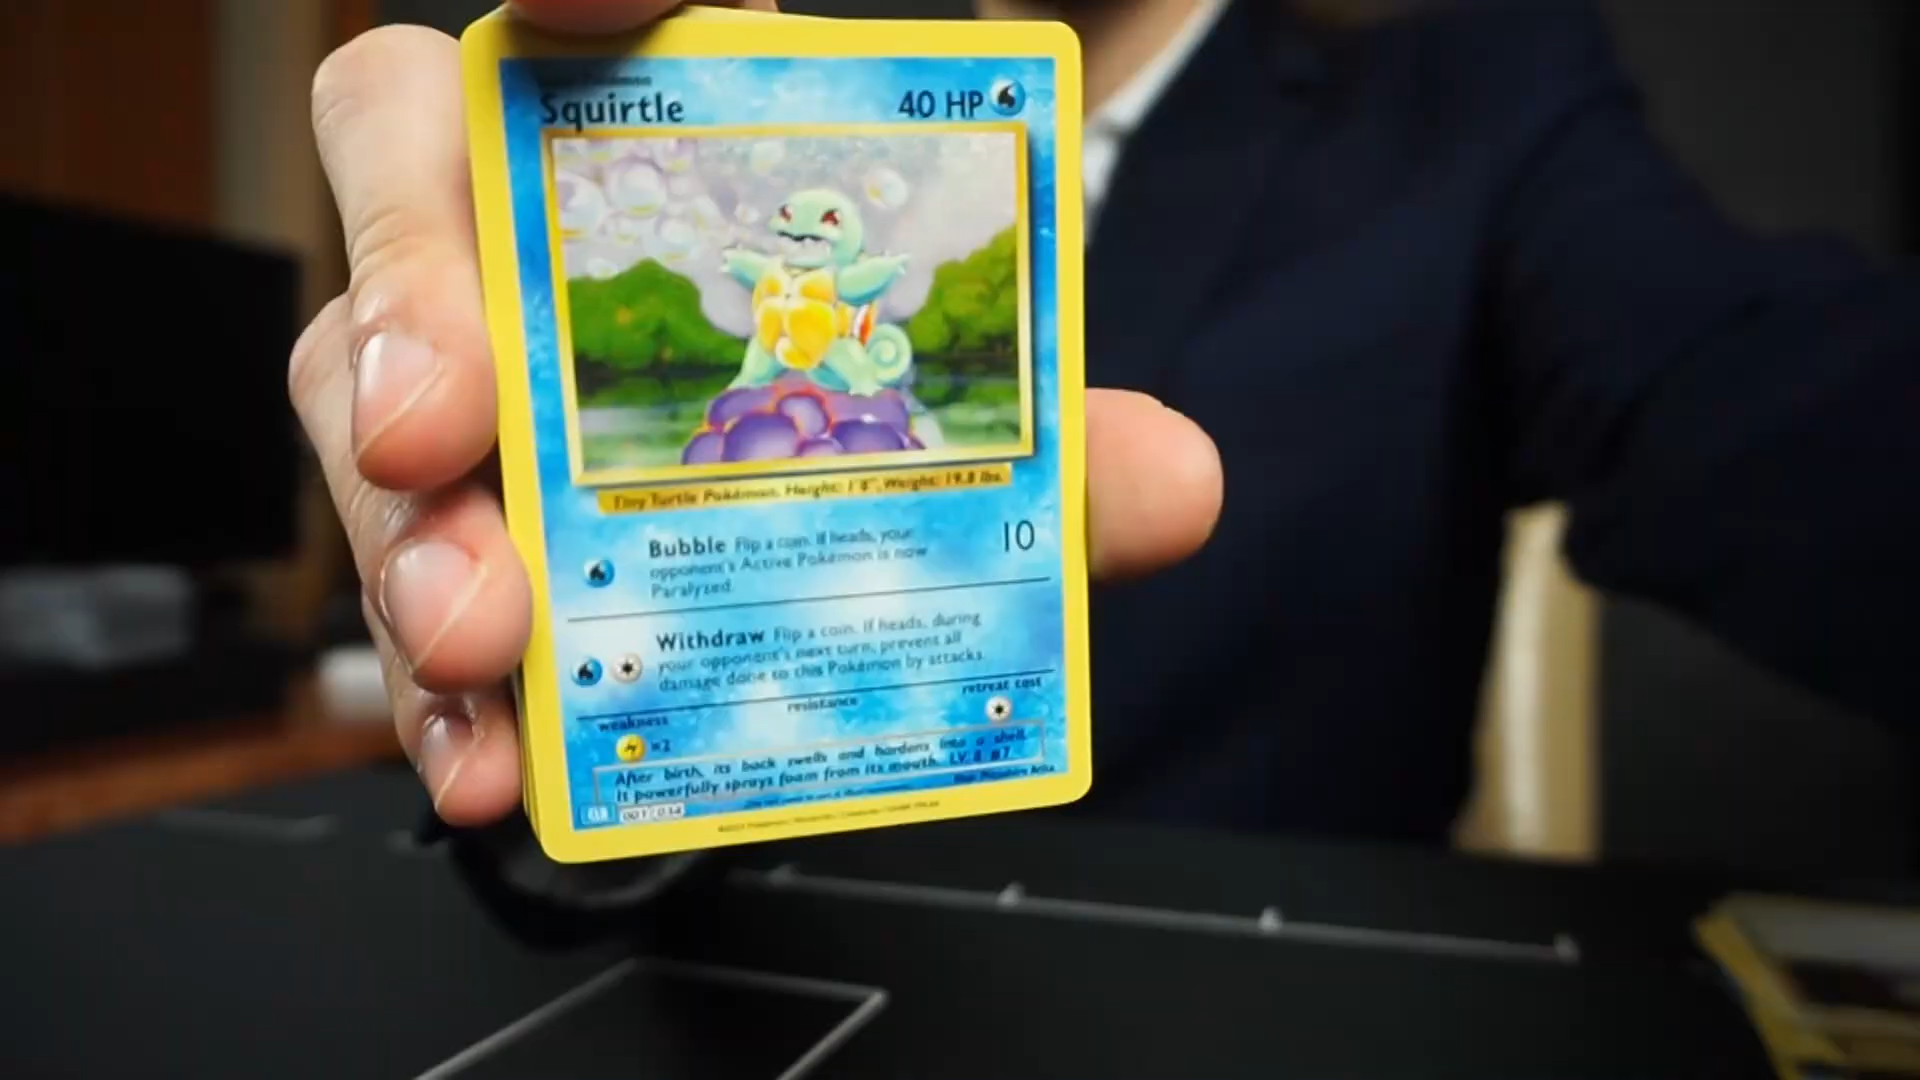 Squirtle 40 HP
Tiny Turtle Pokémon. Height: 1'8", Weight: 19.8 lbs.
Bubble Flip a coin. If heads, your 10
opponent's Active Pokémon is now
Paralyzed.
Withdraw Flip a coin. If heads, during
your opponent's next turn, prevent all
damage done to this Pokémon by attacks.
weakness resistance retreat cost
×2
After birth, its back swells and hardens into a shell.
It powerfully sprays foam from its mouth. LV. 8 #7
001/034